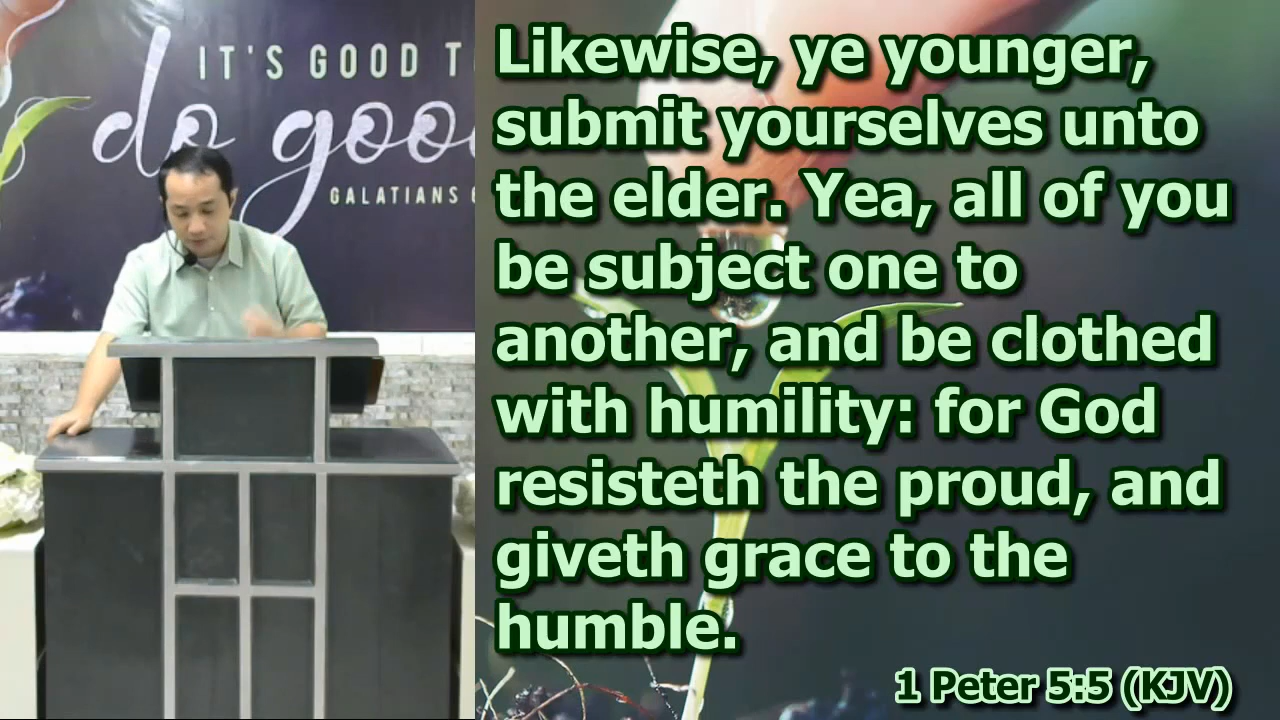 IT'S GOOD T
do goo
GALATIANS 6
Likewise, ye younger,
submit yourselves unto
the elder. Yea, all of you
be subject one to
another, and be clothed
with humility: for God
resisteth the proud, and
giveth grace to the
humble.
1 Peter 5:5 (KJV)